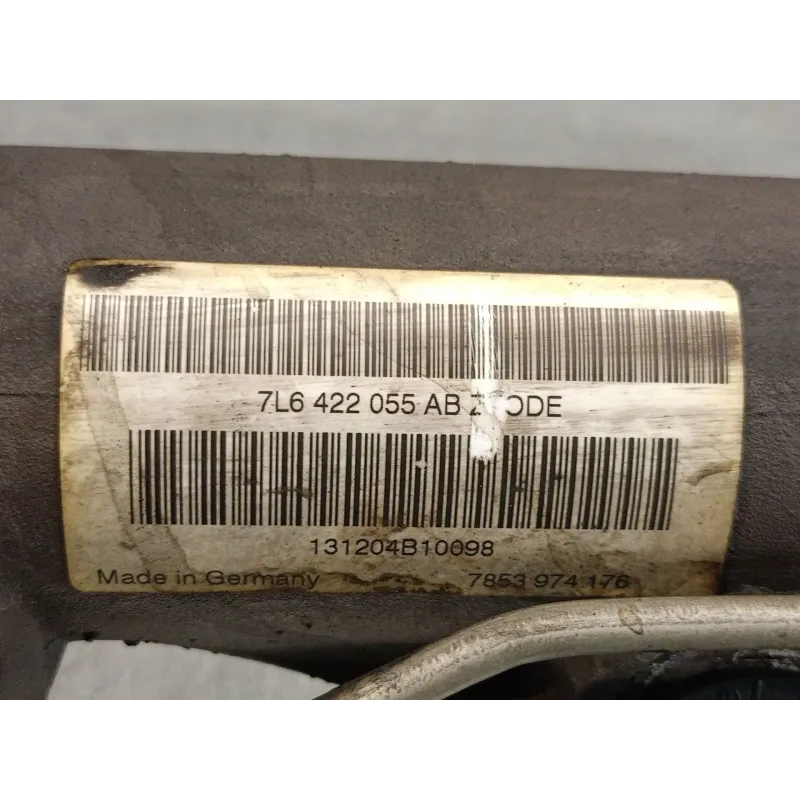 7L6 422 055 AB
131204B10098
Made in Germany 7853 974 176